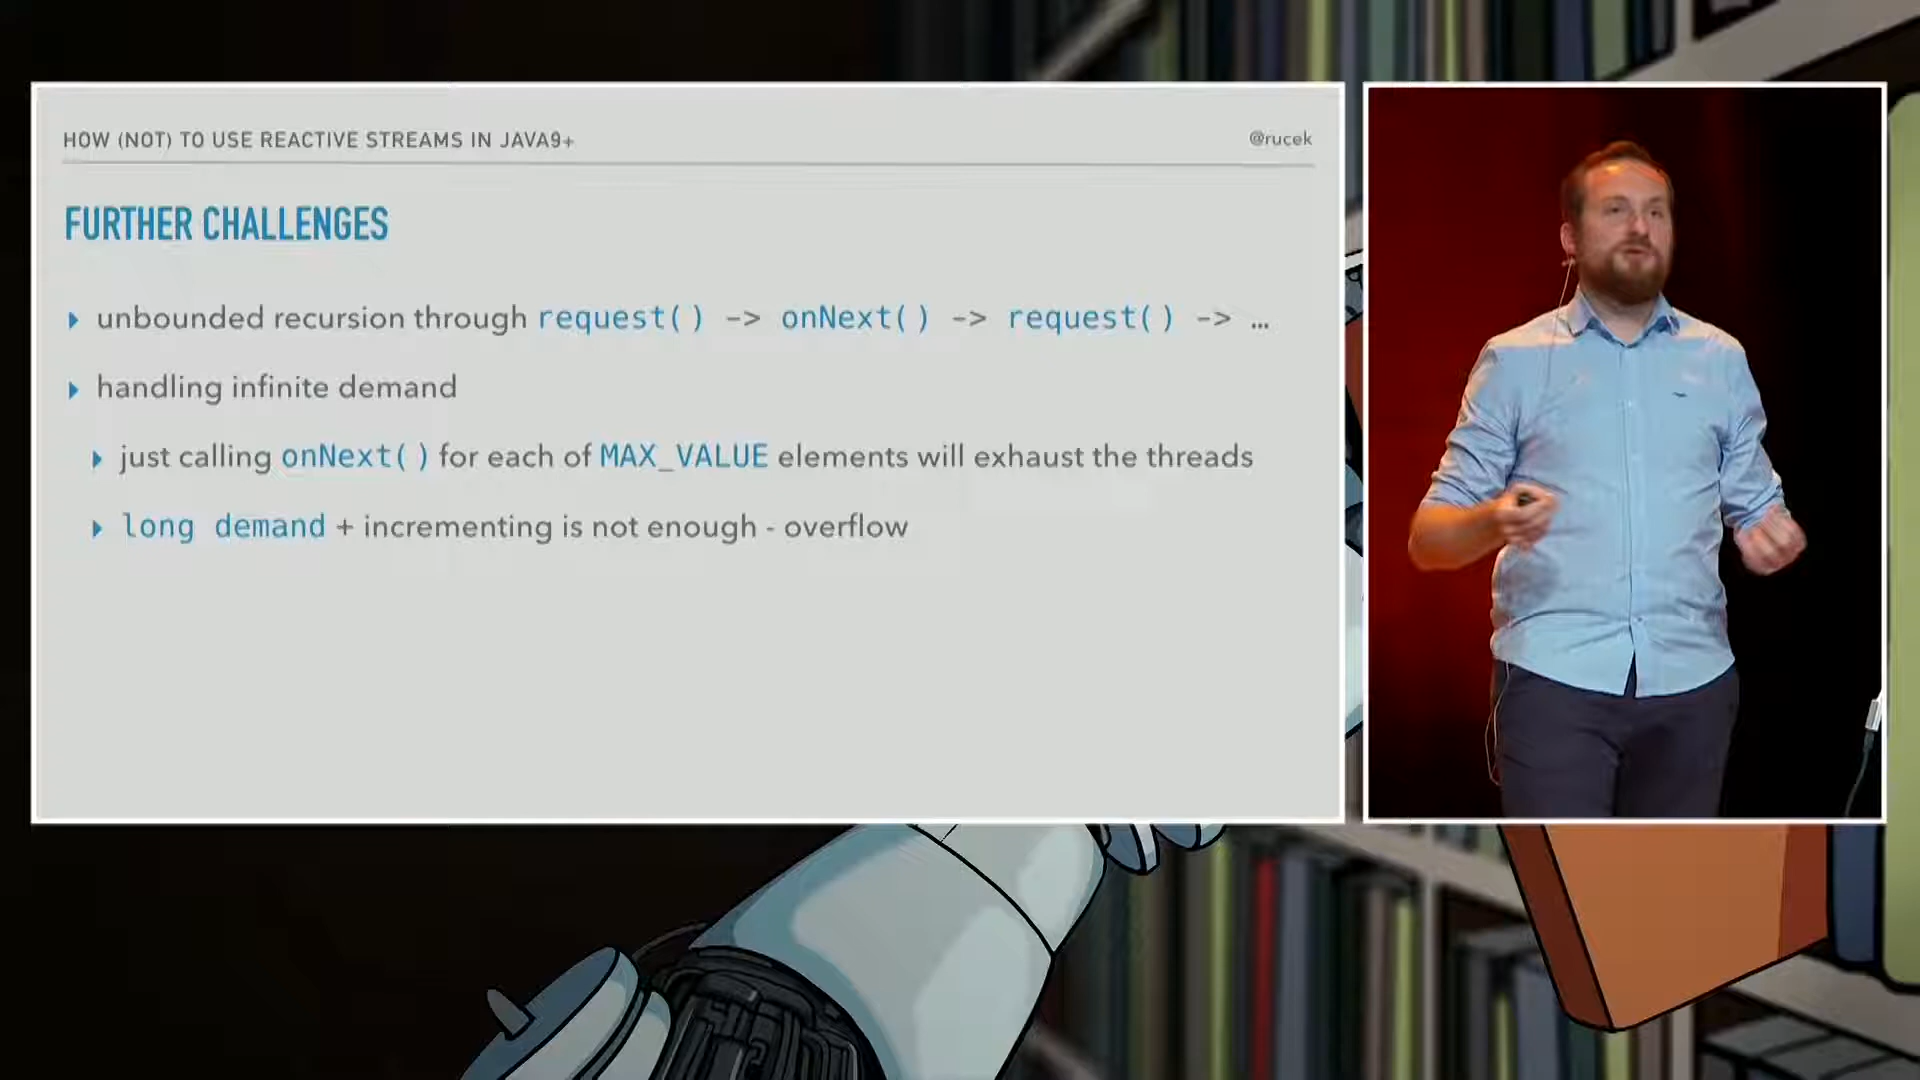 HOW (NOT) TO USE REACTIVE STREAMS IN JAVA9+
@rucek
FURTHER CHALLENGES
unbounded recursion through request() -> onNext() -> request() -> …
handling infinite demand
just calling onNext() for each of MAX_VALUE elements will exhaust the threads
long demand + incrementing is not enough - overflow